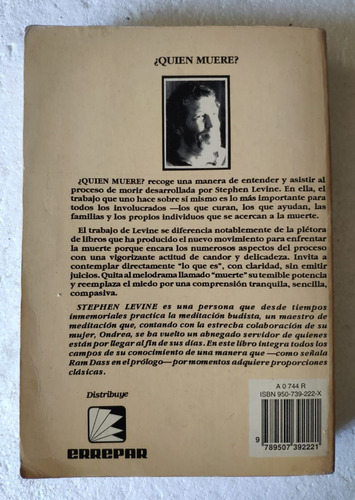 ¿QUIEN MUERE?
¿QUIEN MUERE? recoge una manera de entender y asistir al
proceso de morir desarrollada por Stephen Levine. En ella, el
trabajo que uno hace sobre sí mismo es lo más importante para
todos los involucrados —los que curan, los que ayudan, las
familias y los propios individuos que se acercan a la muerte.
El trabajo de Levine se diferencia notablemente de la plétora
de libros que ha producido el nuevo movimiento para enfrentar
la muerte porque encara los numerosos aspectos del proceso
con una vigorizante actitud de candor y delicadeza. Invita a
contemplar directamente "lo que es", con claridad, sin emitir
juicios. Quita al melodrama llamado "muerte" su temible potencia
y reemplaza el miedo por una comprensión tranquila, sencilla,
compasiva.
STEPHEN LEVINE es una persona que desde tiempos
inmemoriales practica la meditación budista, un maestro de
meditación que, contando con la estrecha colaboración de su
mujer, Ondrea, se ha vuelto un abnegado servidor de quienes
están por llegar al fin de sus días. En este libro integra todos los
campos de su conocimiento de una manera que —como señala
Ram Dass en el prólogo— por momentos adquiere proporciones
clásicas.
Distribuye
ERREPAR
A 0 744 R
ISBN 950-739-222-X
9 789507 392221